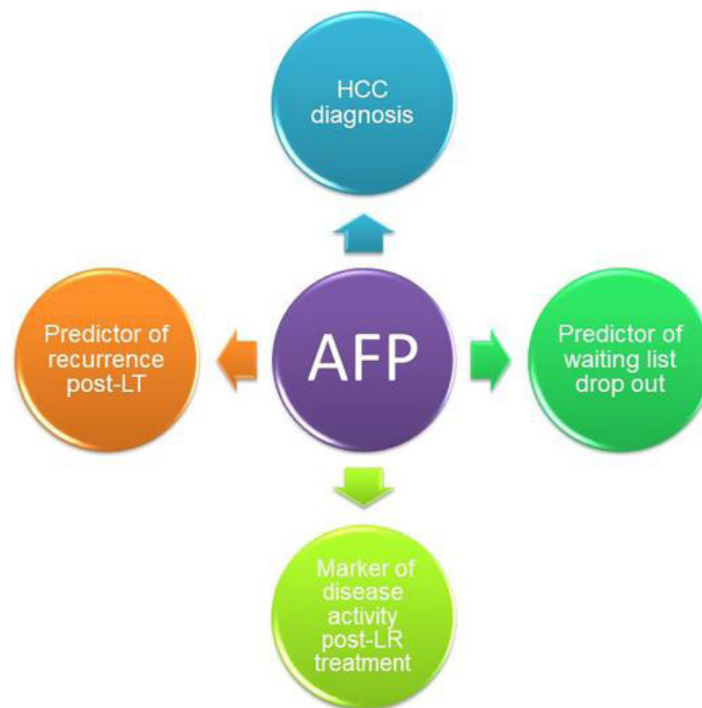 HCC
diagnosis
Predictor of
recurrence
post-LT
AFP
Predictor of
waiting list
drop out
Marker of
disease
activity
post-LR
treatment